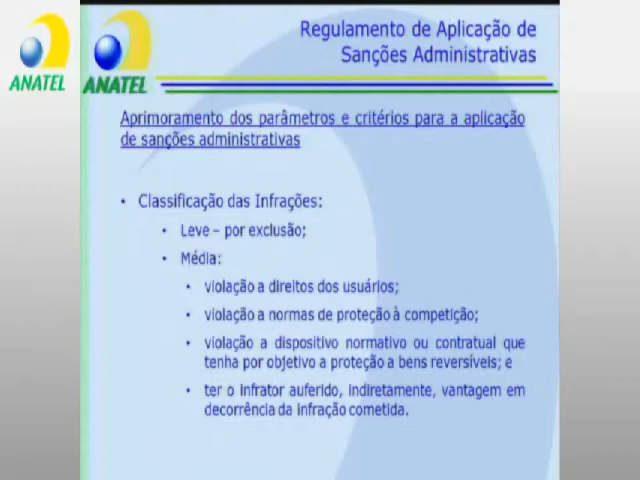 ANATEL
ANATEL
Regulamento de Aplicação de
Sanções Administrativas
Aprimoramento dos parâmetros e critérios para a aplicação
de sanções administrativas
• Classificação das Infrações:
• Leve – por exclusão;
• Média:
• violação a direitos dos usuários;
• violação a normas de proteção à competição;
• violação a dispositivo normativo ou contratual que
tenha por objetivo a proteção a bens reversíveis; e
• ter o infrator auferido, indiretamente, vantagem em
decorrência da infração cometida.